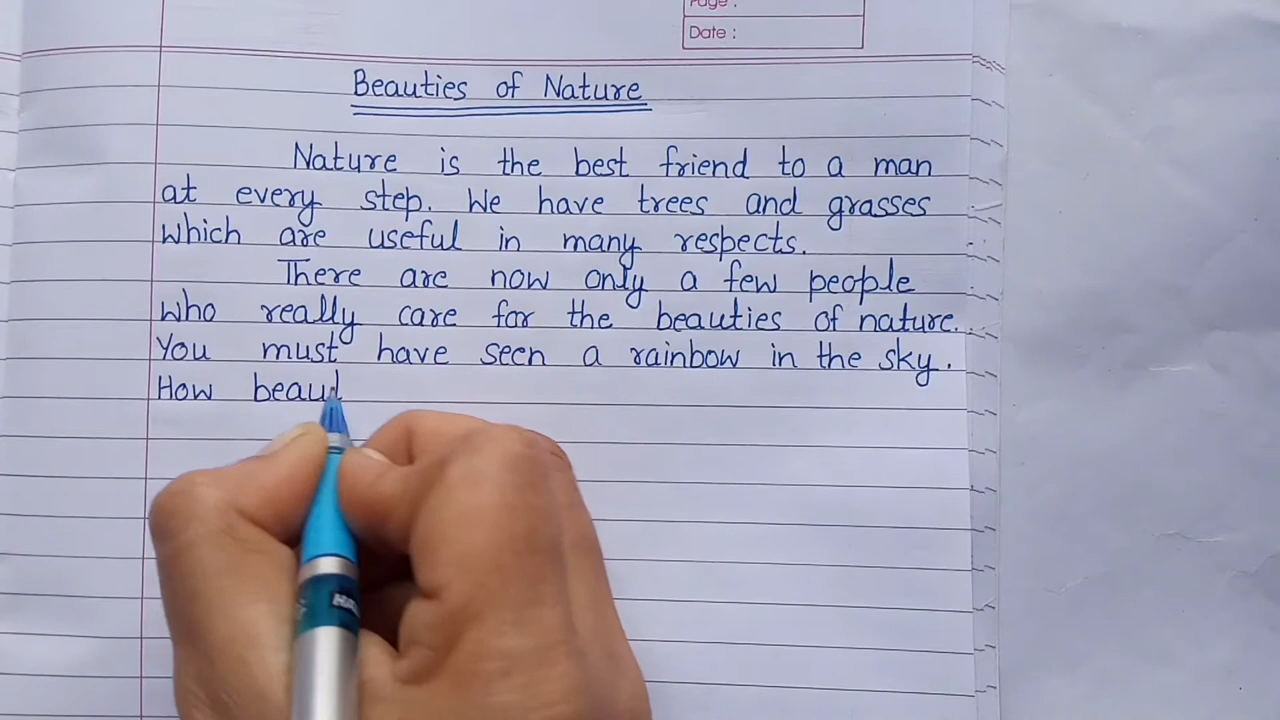 Page :
Date :
Beauties of Nature
Nature is the best friend to a man
at every step. We have trees and grasses
which are useful in many respects.
There are now only a few people
who really care for the beauties of nature.
You must have seen a rainbow in the sky.
How beau